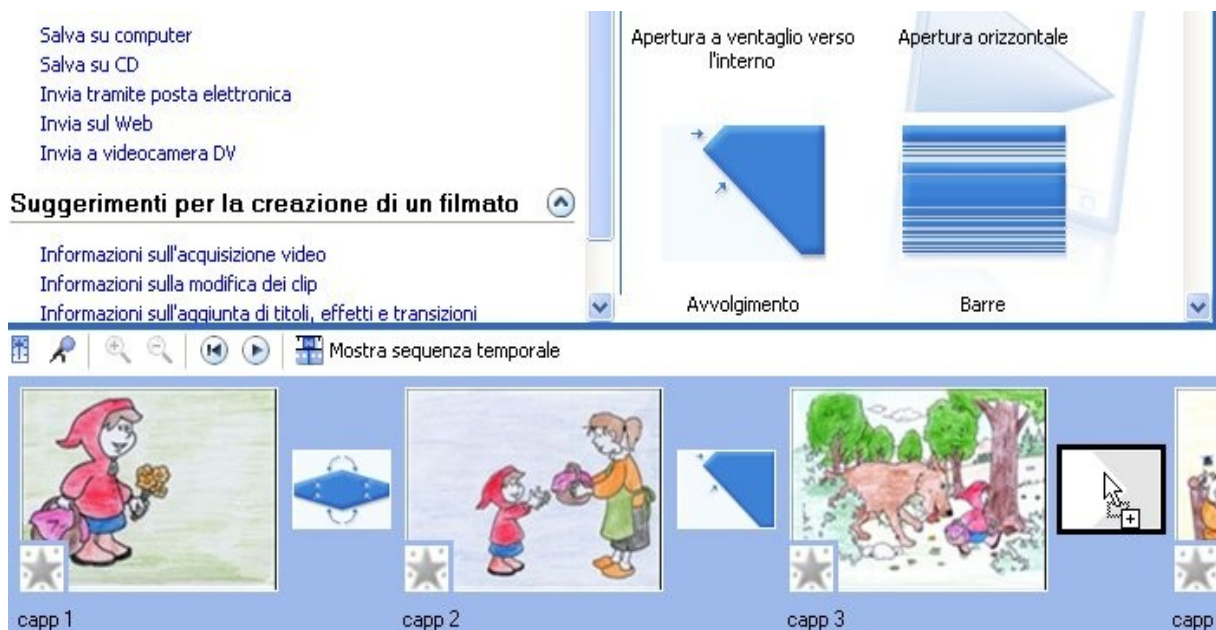 Salva su computer
Salva su CD
Invia tramite posta elettronica
Invia sul Web
Invia a videocamera DV
Suggerimenti per la creazione di un filmato
Informazioni sull'acquisizione video
Informazioni sulla modifica dei clip
Informazioni sull'aggiunta di titoli, effetti e transizioni
Apertura a ventaglio verso
l'interno
Apertura orizzontale
Avvolgimento
Barre
Mostra sequenza temporale
capp 1
capp 2
capp 3
capp